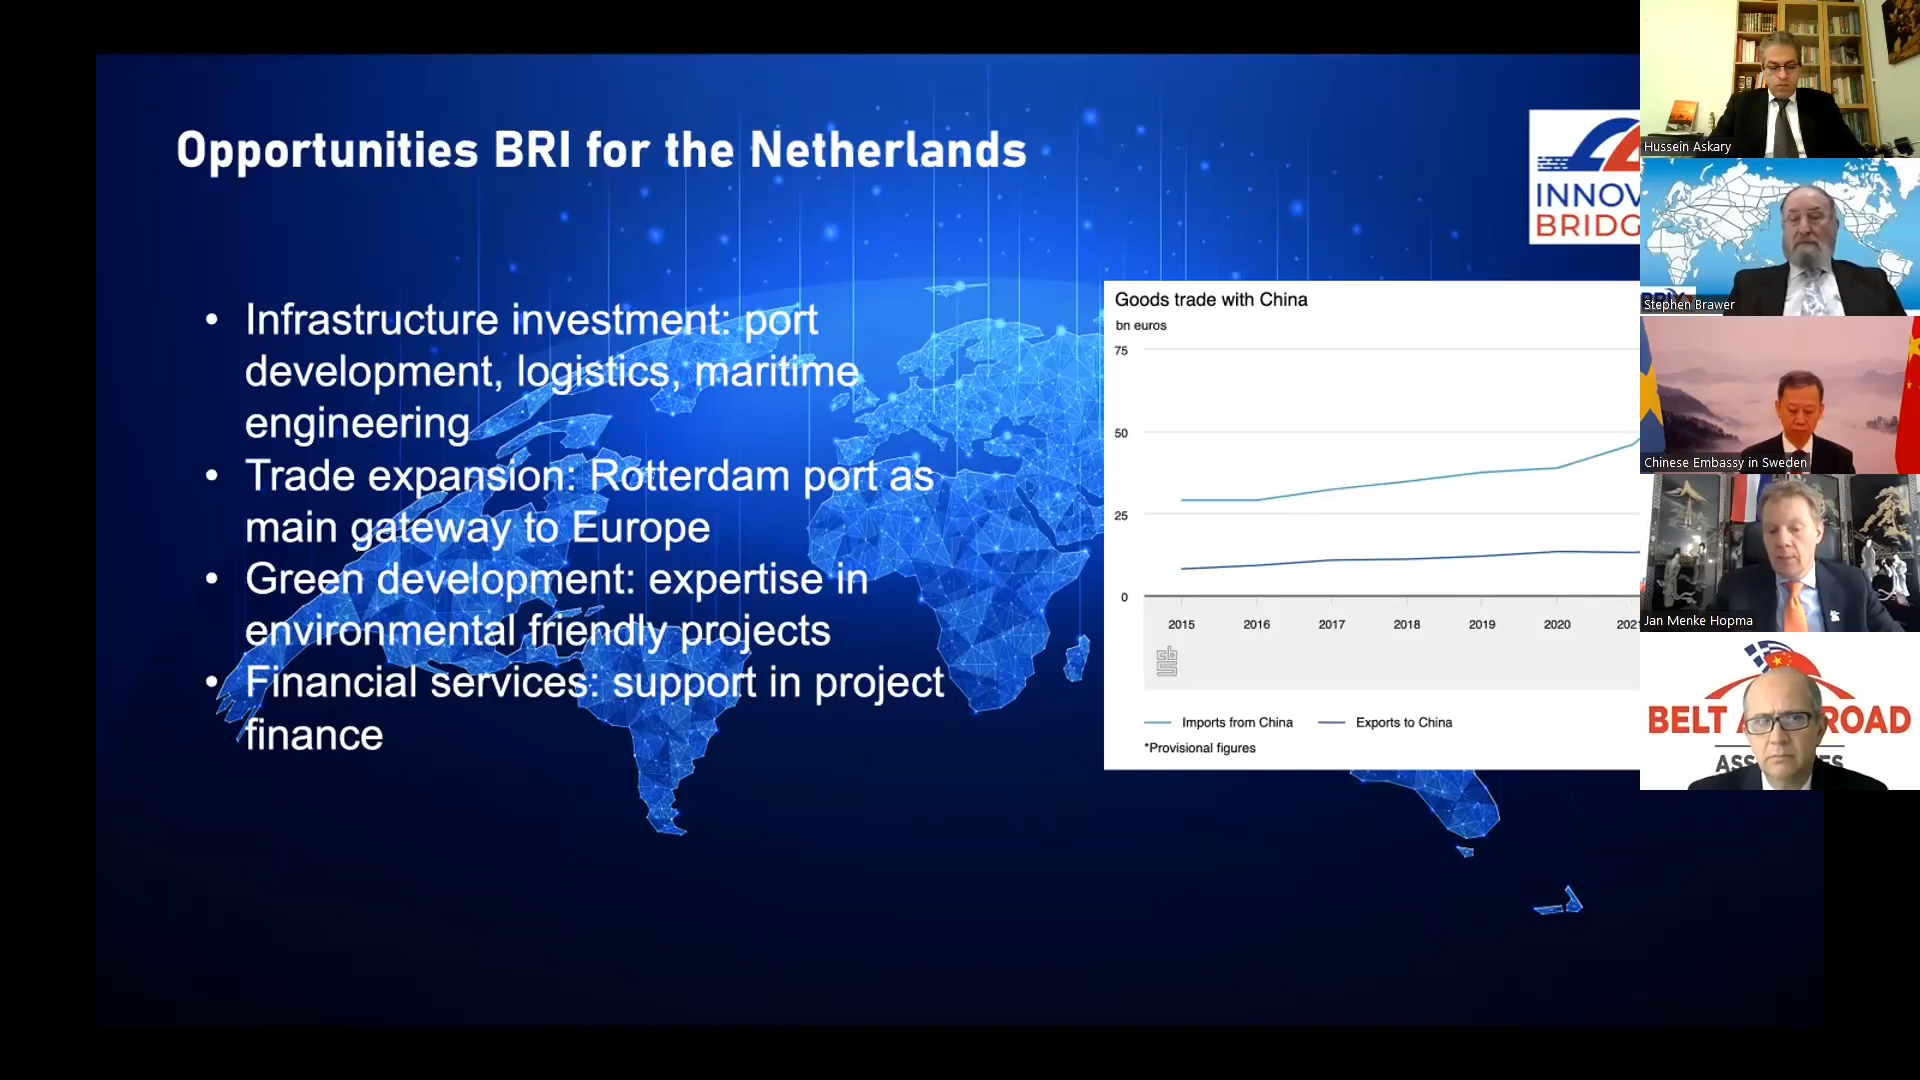 Opportunities BRI for the Netherlands
INNOV
BRIDG
• Infrastructure investment: port
development, logistics, maritime
engineering
• Trade expansion: Rotterdam port as
main gateway to Europe
• Green development: expertise in
environmental friendly projects
• Financial services: support in project
finance
Goods trade with China
bn euros
75
50
25
0
2015 2016 2017 2018 2019 2020 202
Imports from China Exports to China
*Provisional figures
Hussein Askary
Stephen Brawer
Chinese Embassy in Sweden
Jan Menke Hopma
BELT A ROAD
ASS ES